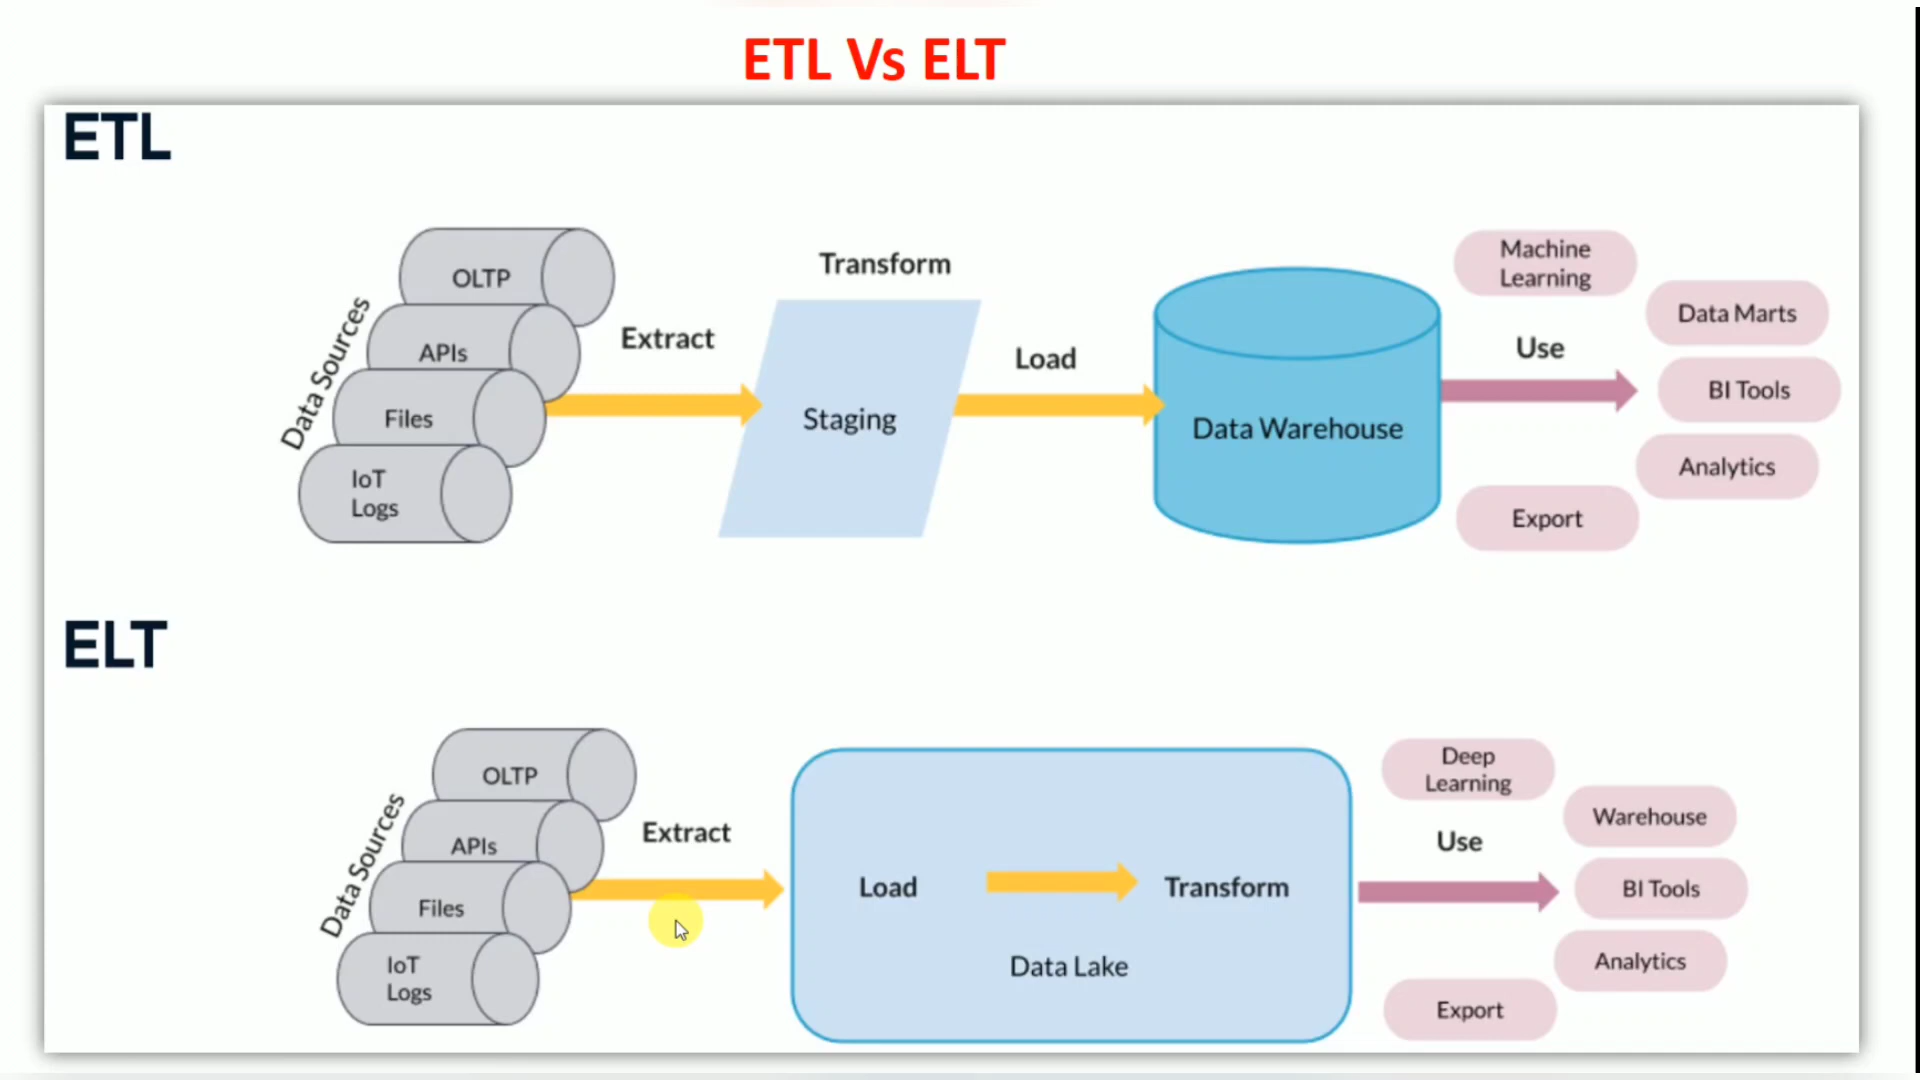 ETL Vs ELT
ETL
Data Sources
OLTP
APIs
Files
IoT
Logs
Extract
Transform
Staging
Load
Data Warehouse
Use
Machine
Learning
Data Marts
BI Tools
Analytics
Export
ELT
Data Sources
OLTP
APIs
Files
IoT
Logs
Extract
Load
Transform
Data Lake
Use
Deep
Learning
Warehouse
BI Tools
Analytics
Export